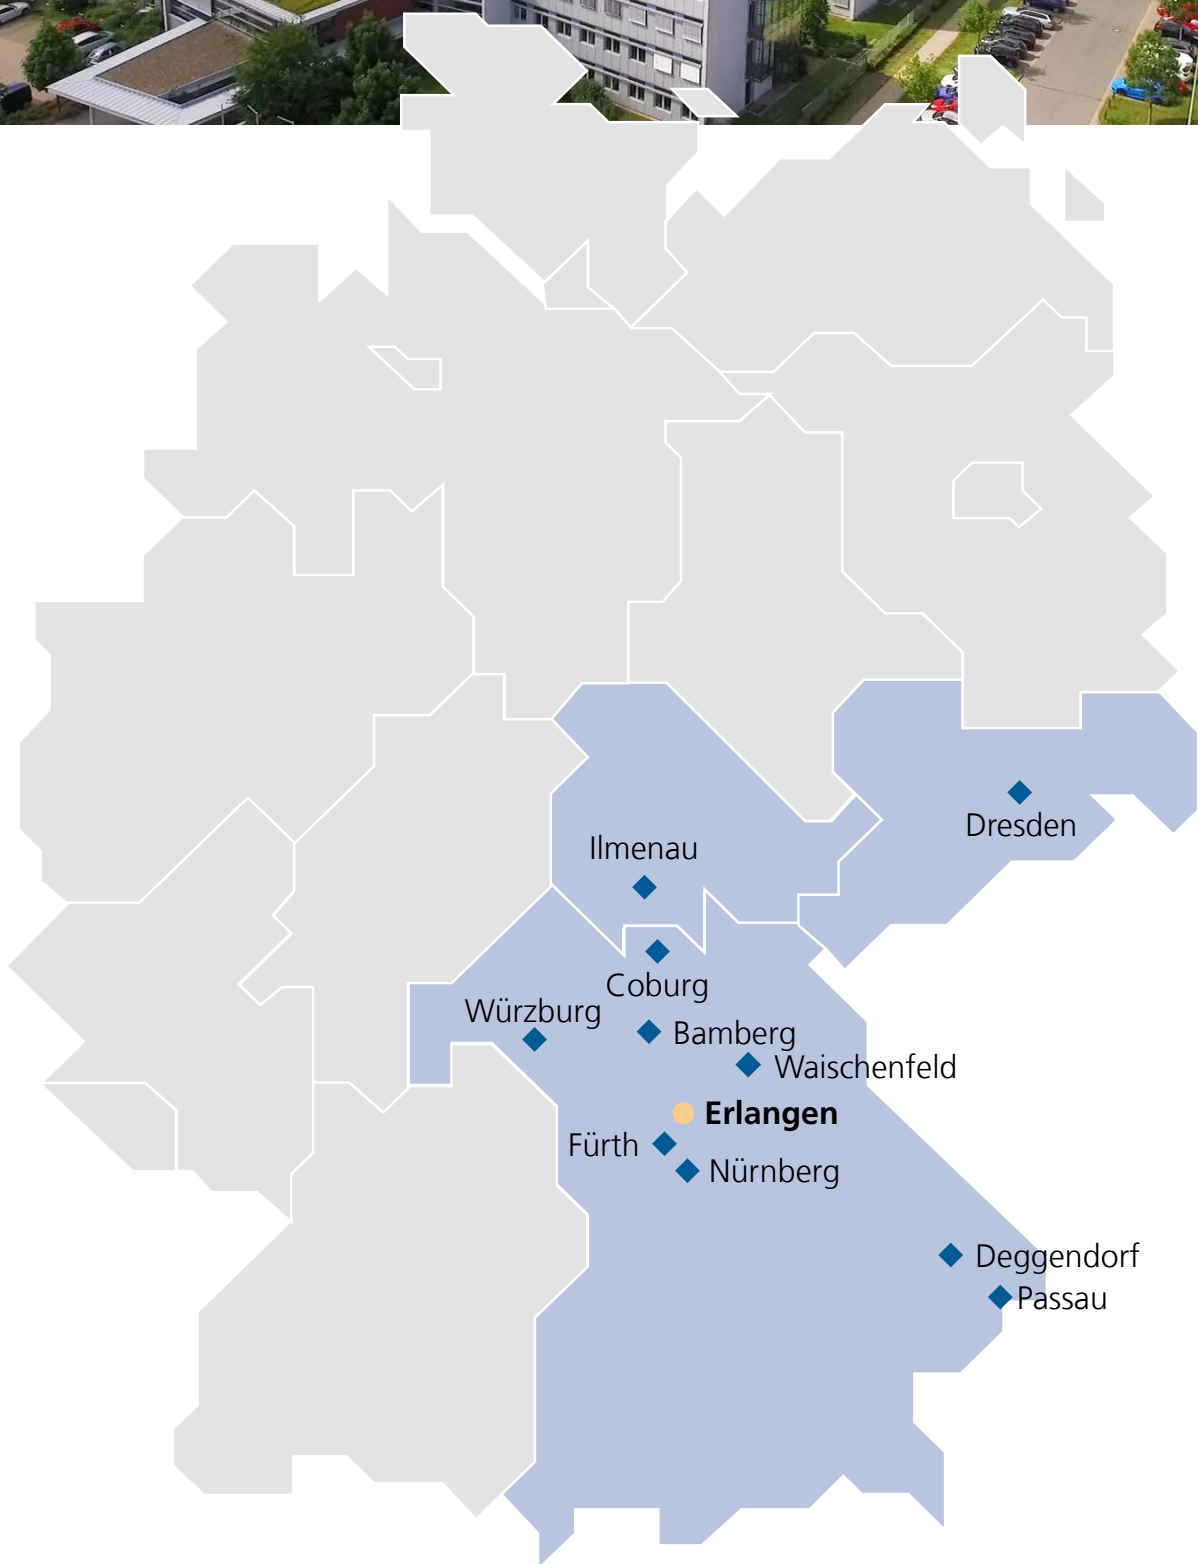 Dresden
Ilmenau
Coburg
Würzburg
Bamberg
Waischenfeld
Erlangen
Fürth
Nürnberg
Deggendorf
Passau